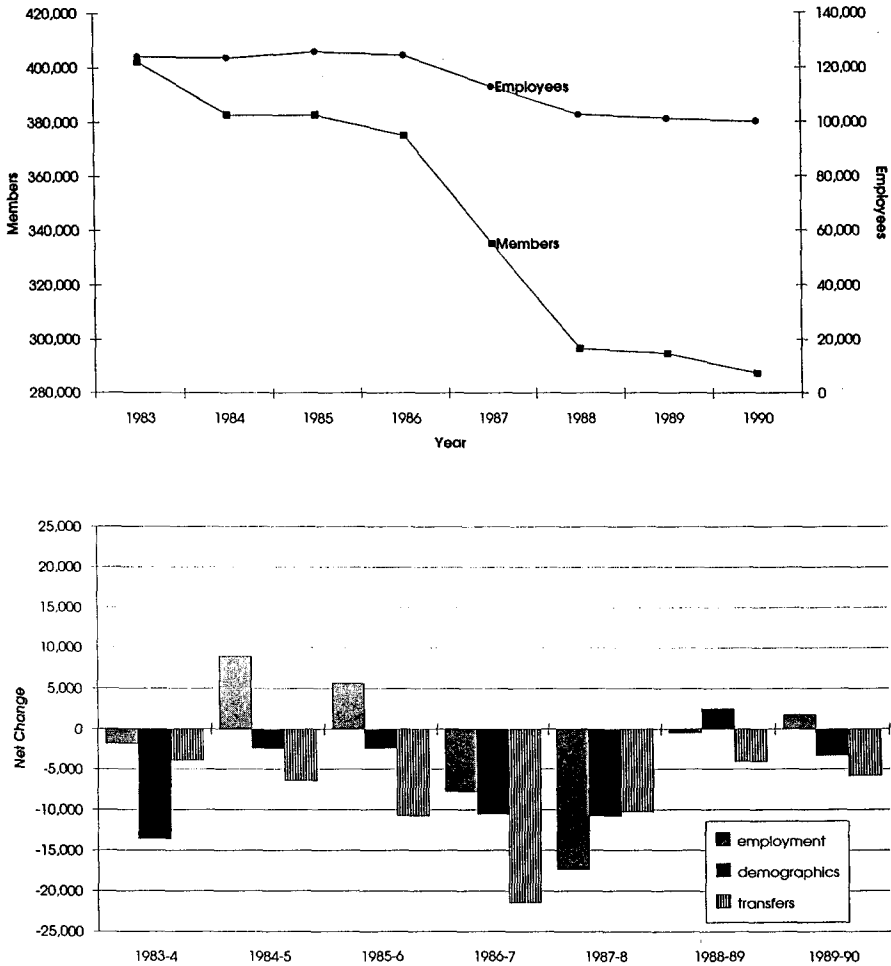 420,000
400,000
380,000
360,000
340,000
320,000
300,000
280,000
Members
140,000
120,000
100,000
80,000
60,000
40,000
20,000
0
Employees
Employees
Members
1983 1984 1985 1986 1987 1988 1989 1990
Year
25,000
20,000
15,000
10,000
5,000
0
-5,000
-10,000
-15,000
-20,000
-25,000
Net Change
employment
demographics
transfers
1983-4 1984-5 1985-6 1986-7 1987-8 1988-89 1989-90